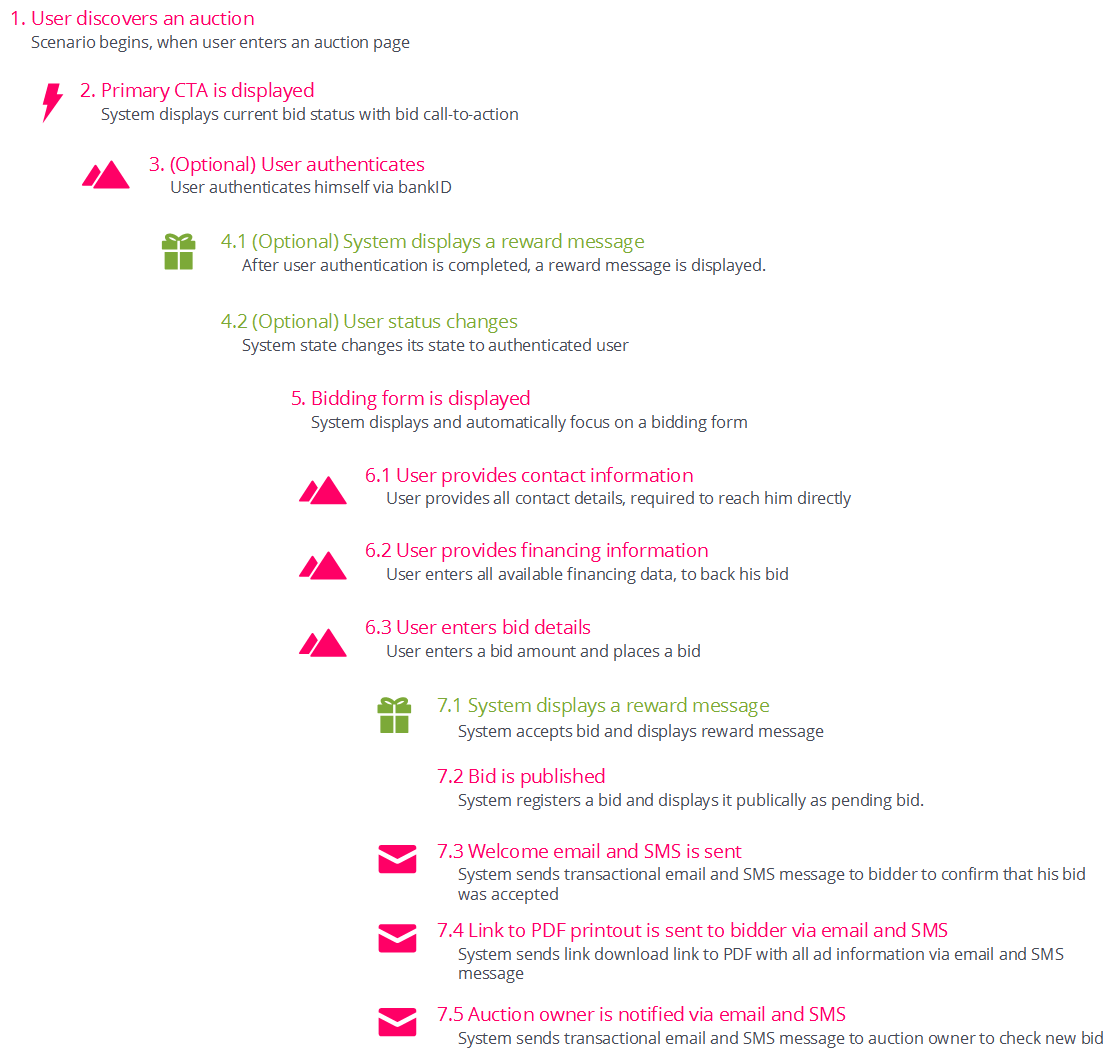 1. User discovers an auction
Scenario begins, when user enters an auction page
2. Primary CTA is displayed
System displays current bid status with bid call-to-action
3. (Optional) User authenticates
User authenticates himself via bankID
4.1 (Optional) System displays a reward message
After user authentication is completed, a reward message is displayed.
4.2 (Optional) User status changes
System state changes its state to authenticated user
5. Bidding form is displayed
System displays and automatically focus on a bidding form
6.1 User provides contact information
User provides all contact details, required to reach him directly
6.2 User provides financing information
User enters all available financing data, to back his bid
6.3 User enters bid details
User enters a bid amount and places a bid
7.1 System displays a reward message
System accepts bid and displays reward message
7.2 Bid is published
System registers a bid and displays it publically as pending bid.
7.3 Welcome email and SMS is sent
System sends transactional email and SMS message to bidder to confirm that his bid
was accepted
7.4 Link to PDF printout is sent to bidder via email and SMS
System sends link download link to PDF with all ad information via email and SMS
message
7.5 Auction owner is notified via email and SMS
System sends transactional email and SMS message to auction owner to check new bid